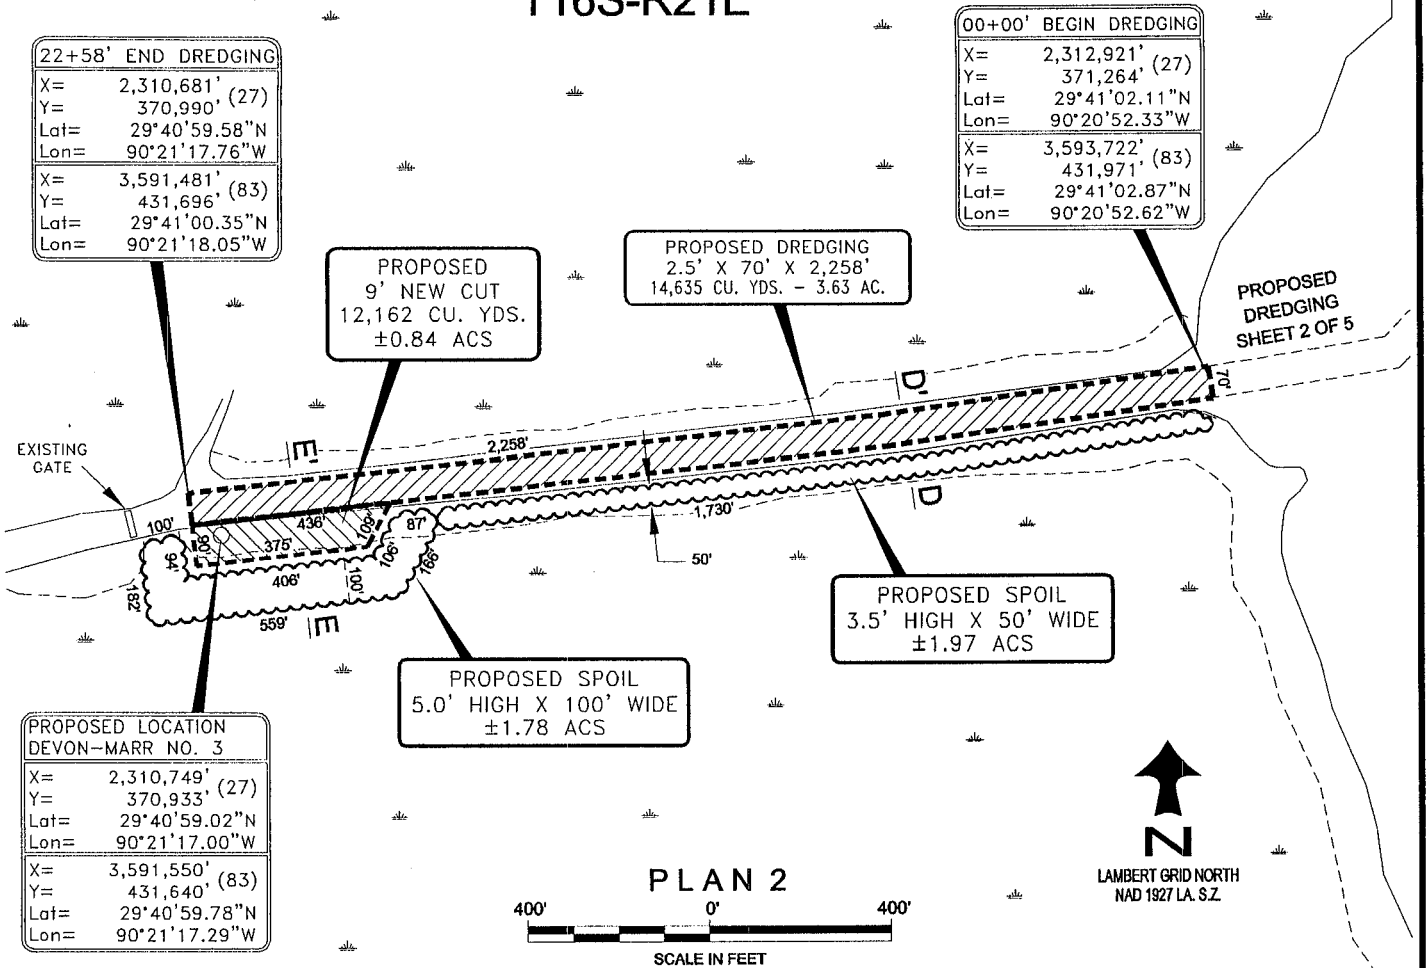 T16S-R21E
22+58' END DREDGING
X= 2,310,681' (27)
Y= 370,990'
Lat= 29°40'59.58"N
Lon= 90°21'17.76"W
X= 3,591,481' (83)
Y= 431,696'
Lat= 29°41'00.35"N
Lon= 90°21'18.05"W
00+00' BEGIN DREDGING
X= 2,312,921' (27)
Y= 371,264'
Lat= 29°41'02.11"N
Lon= 90°20'52.33"W
X= 3,593,722' (83)
Y= 431,971'
Lat= 29°41'02.87"N
Lon= 90°20'52.62"W
PROPOSED
9' NEW CUT
12,162 CU. YDS.
±0.84 ACS
PROPOSED DREDGING
2.5' X 70' X 2,258'
14,635 CU. YDS. - 3.63 AC.
PROPOSED
DREDGING
SHEET 2 OF 5
70'
D'
E'
2,258'
EXISTING
GATE
100'
436'
109'
87'
90'
375'
94'
106'
166'
406'
100'
182'
559'
E
1,730'
D
50'
PROPOSED SPOIL
3.5' HIGH X 50' WIDE
±1.97 ACS
PROPOSED SPOIL
5.0' HIGH X 100' WIDE
±1.78 ACS
PROPOSED LOCATION
DEVON-MARR NO. 3
X= 2,310,749' (27)
Y= 370,933'
Lat= 29°40'59.02"N
Lon= 90°21'17.00"W
X= 3,591,550' (83)
Y= 431,640'
Lat= 29°40'59.78"N
Lon= 90°21'17.29"W
PLAN 2
400' 0' 400'
SCALE IN FEET
N
LAMBERT GRID NORTH
NAD 1927 LA. S.Z.